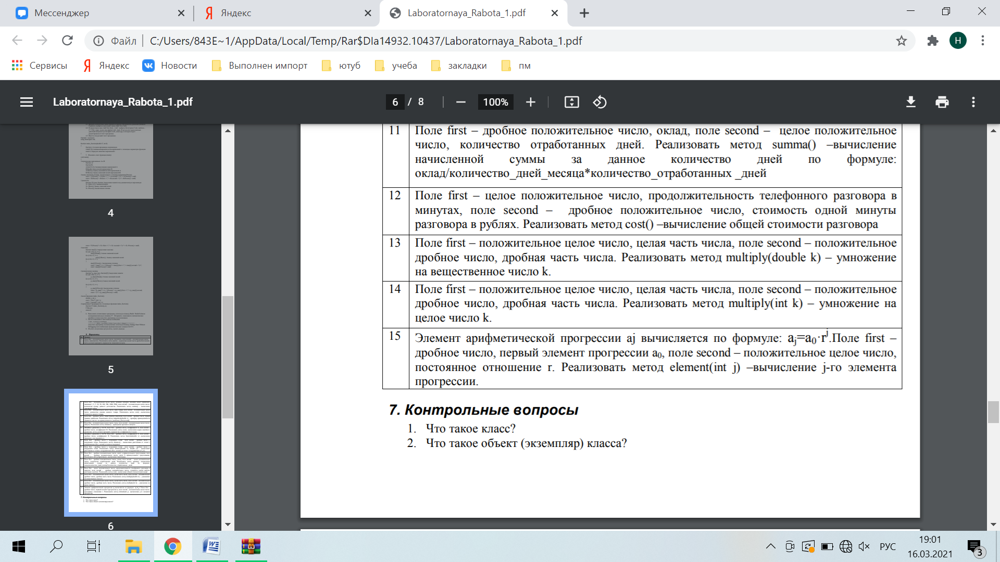 Мессенджер
Яндекс
Laboratornaya_Rabota_1.pdf
Файл
C:/Users/843E~1/AppData/Local/Temp/Rar$DIa14932.10437/Laboratornaya_Rabota_1.pdf
Н
Сервисы
Яндекс
Новости
Выполнен импорт
ютуб
учеба
закладки
пм
Laboratornaya_Rabota_1.pdf
6 / 8
100%
4
5
6
11 Поле first – дробное положительное число, оклад, поле second – целое положительное
число, количество отработанных дней. Реализовать метод summa() –вычисление
начисленной суммы за данное количество дней по формуле:
оклад/количество_дней_месяца*количество_отработанных _дней
12 Поле first – целое положительное число, продолжительность телефонного разговора в
минутах, поле second – дробное положительное число, стоимость одной минуты
разговора в рублях. Реализовать метод cost() –вычисление общей стоимости разговора
13 Поле first – положительное целое число, целая часть числа, поле second – положительное
дробное число, дробная часть числа. Реализовать метод multiply(double k) – умножение
на вещественное число k.
14 Поле first – положительное целое число, целая часть числа, поле second – положительное
дробное число, дробная часть числа. Реализовать метод multiply(int k) – умножение на
целое число k.
15 Элемент арифметической прогрессии aj вычисляется по формуле: aj=a0·r^j.Поле first –
дробное число, первый элемент прогрессии a0, поле second – положительное целое число,
постоянное отношение r. Реализовать метод element(int j) –вычисление j-го элемента
прогрессии.
7. Контрольные вопросы
1. Что такое класс?
2. Что такое объект (экземпляр) класса?
РУС
19:01
16.03.2021
3